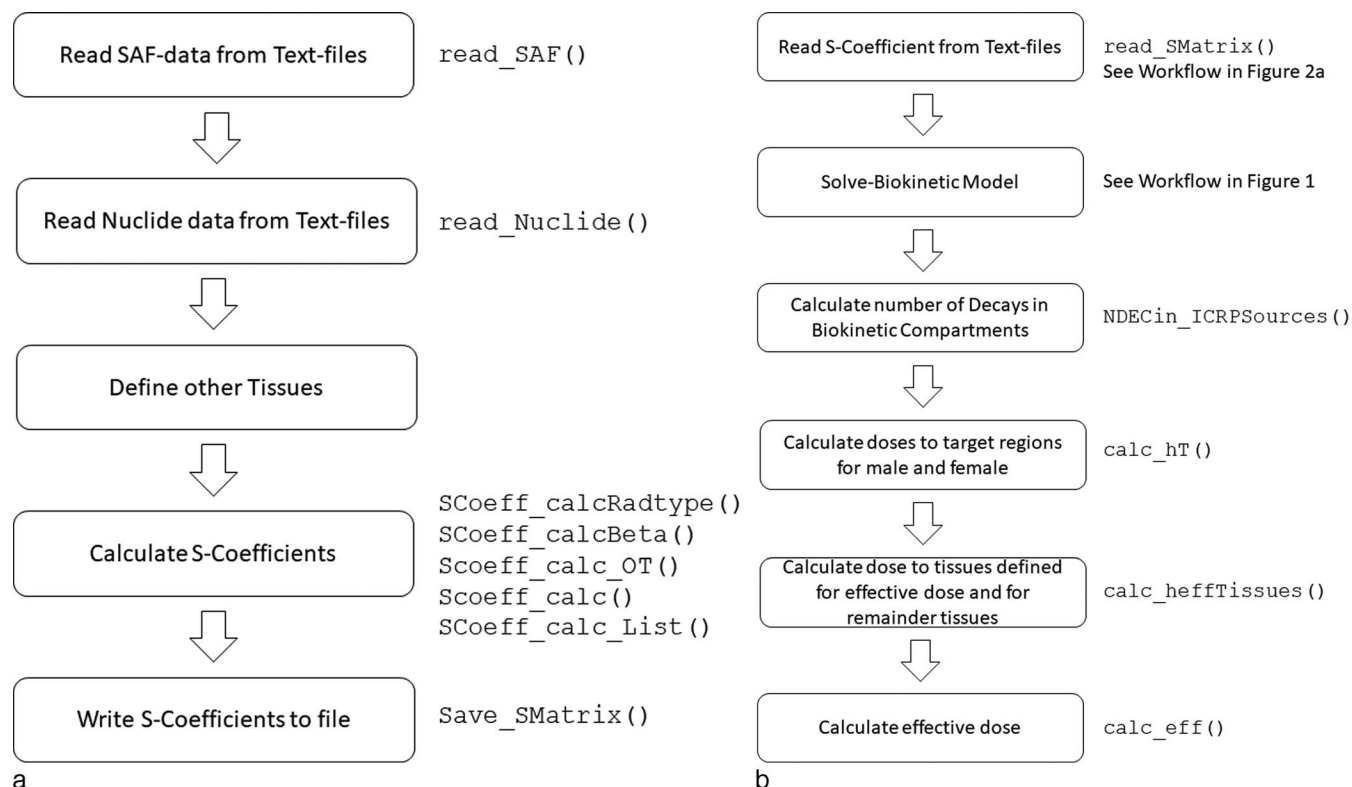 Read SAF-data from Text-files
read_SAF()
Read Nuclide data from Text-files
read_Nuclide()
Define other Tissues
Calculate S-Coefficients
SCoeff_calcRadtype()
SCoeff_calcBeta()
Scoeff_calc_OT()
Scoeff_calc()
SCoeff_calc_List()
Write S-Coefficients to file
Save_SMatrix()
a
Read S-Coefficient from Text-files
read_SMatrix()
See Workflow in Figure 2a
Solve-Biokinetic Model
See Workflow in Figure 1
Calculate number of Decays in
Biokinetic Compartments
NDECin_ICRPSources()
Calculate doses to target regions
for male and female
calc_hT()
Calculate dose to tissues defined
for effective dose and for
remainder tissues
calc_heffTissues()
Calculate effective dose
calc_eff()
b